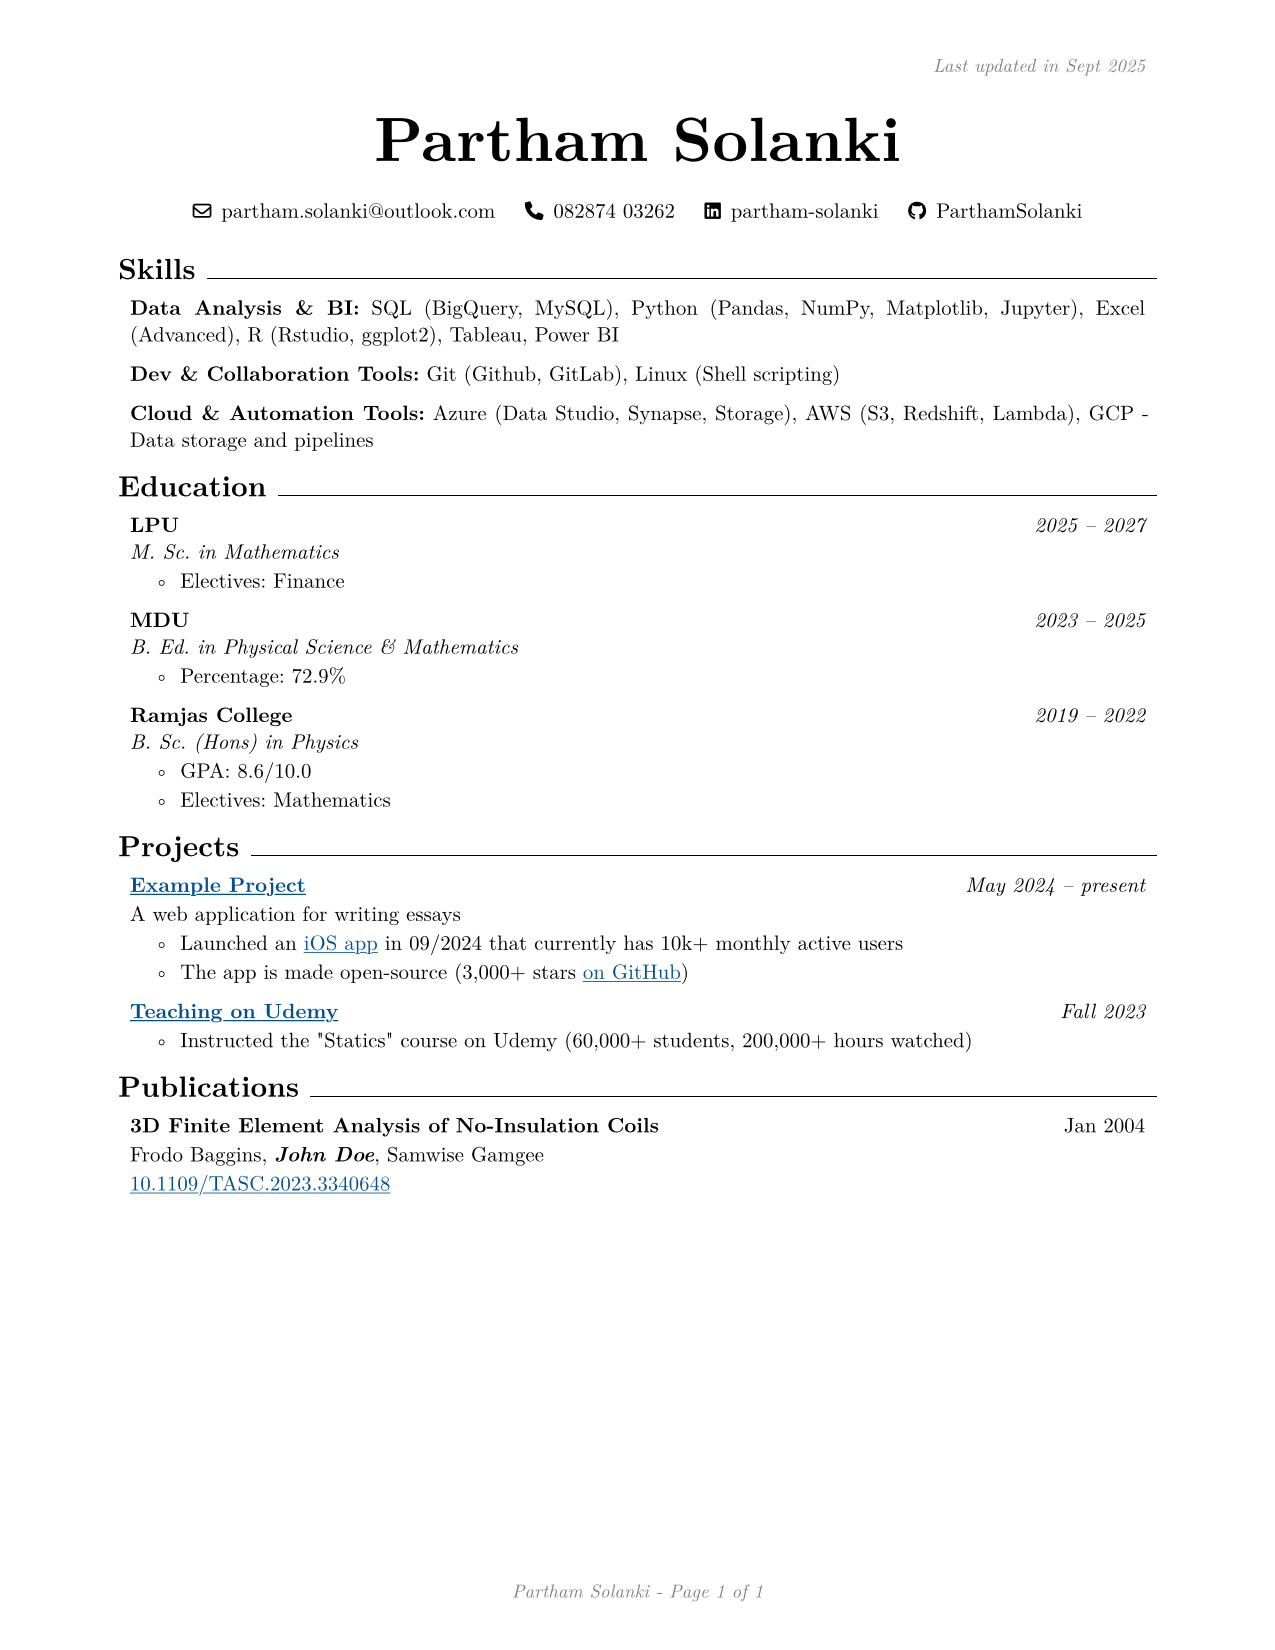 Last updated in Sept 2025
Partham Solanki
partham.solanki@outlook.com 082874 03262 partham-solanki ParthamSolanki
Skills
Data Analysis & BI: SQL (BigQuery, MySQL), Python (Pandas, NumPy, Matplotlib, Jupyter), Excel
(Advanced), R (Rstudio, ggplot2), Tableau, Power BI
Dev & Collaboration Tools: Git (Github, GitLab), Linux (Shell scripting)
Cloud & Automation Tools: Azure (Data Studio, Synapse, Storage), AWS (S3, Redshift, Lambda), GCP -
Data storage and pipelines
Education
LPU 2025 – 2027
M. Sc. in Mathematics
◦ Electives: Finance
MDU 2023 – 2025
B. Ed. in Physical Science & Mathematics
◦ Percentage: 72.9%
Ramjas College 2019 – 2022
B. Sc. (Hons) in Physics
◦ GPA: 8.6/10.0
◦ Electives: Mathematics
Projects
Example Project May 2024 – present
A web application for writing essays
◦ Launched an iOS app in 09/2024 that currently has 10k+ monthly active users
◦ The app is made open-source (3,000+ stars on GitHub)
Teaching on Udemy Fall 2023
◦ Instructed the "Statics" course on Udemy (60,000+ students, 200,000+ hours watched)
Publications
3D Finite Element Analysis of No-Insulation Coils Jan 2004
Frodo Baggins, John Doe, Samwise Gamgee
10.1109/TASC.2023.3340648
Partham Solanki - Page 1 of 1